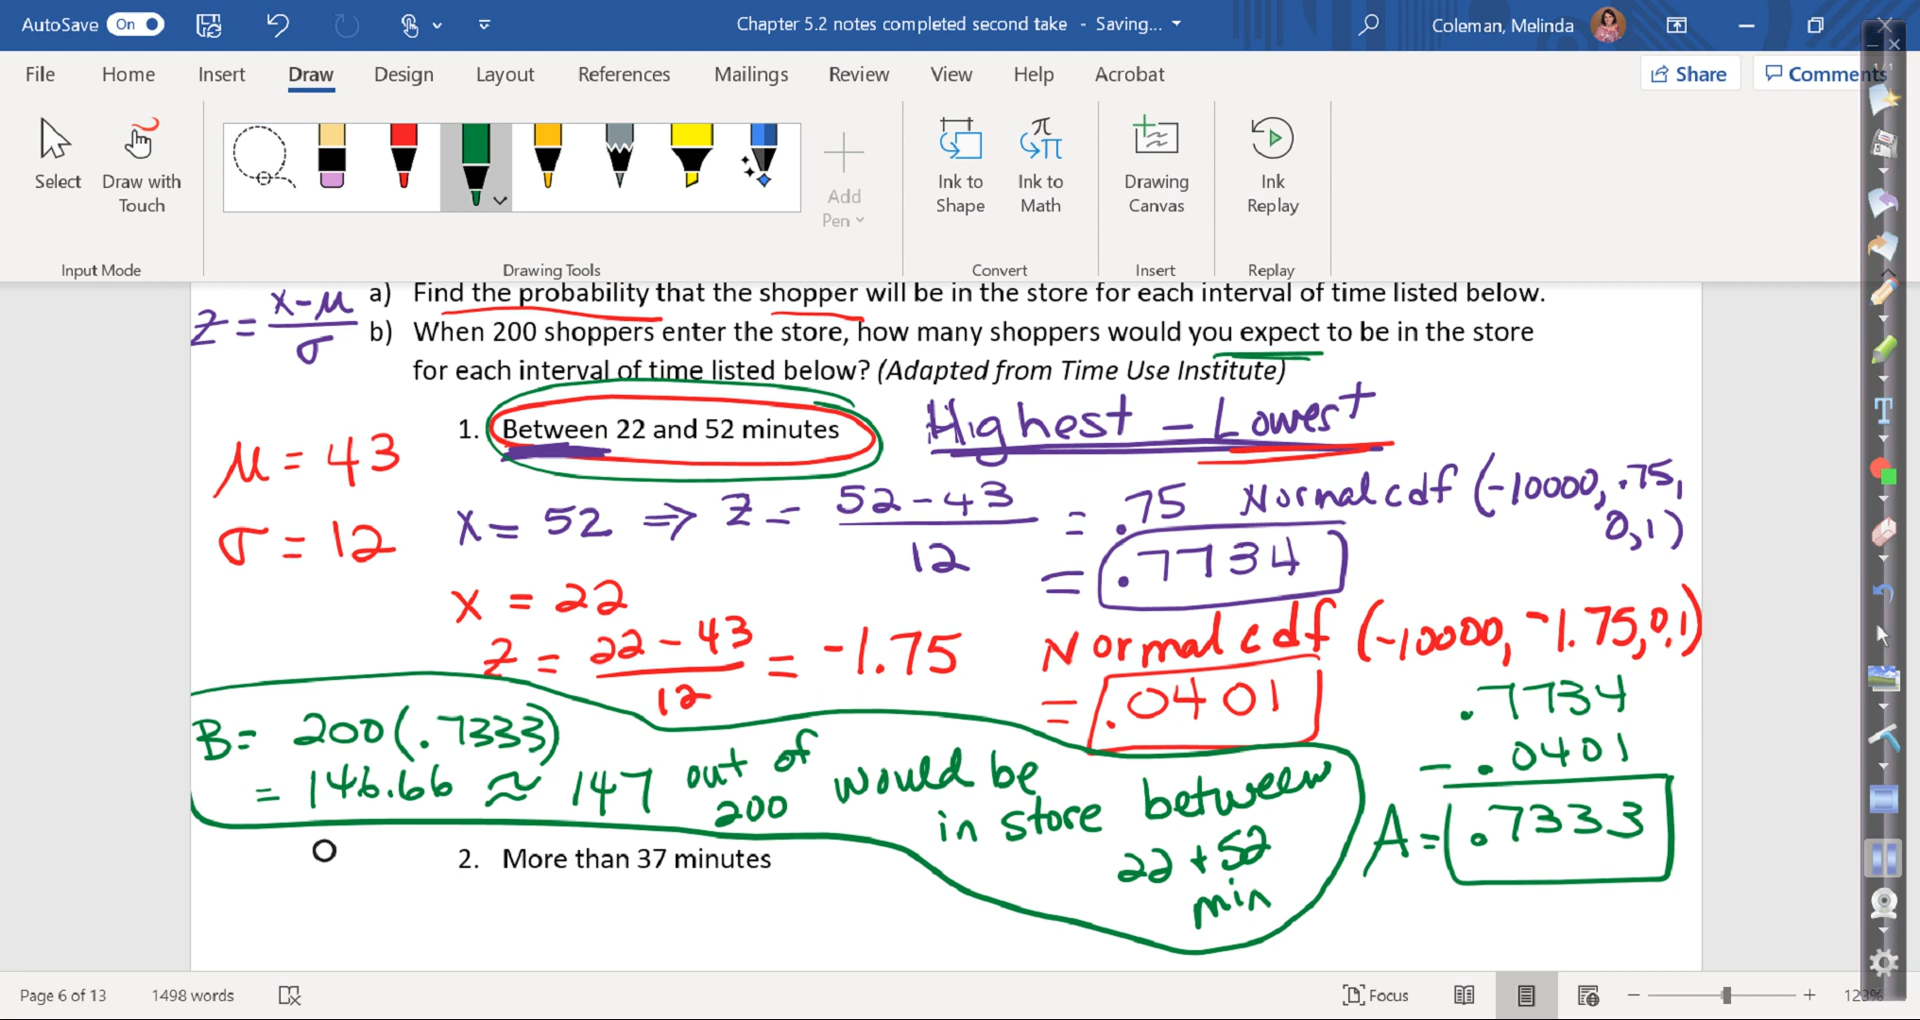 AutoSave On
Chapter 5.2 notes completed second take - Saving...
Coleman, Melinda
File Home Insert Draw Design Layout References Mailings Review View Help Acrobat
Share Comments
1/1
Select
Draw with Touch
Add Pen
Ink to Shape
Ink to Math
Drawing Canvas
Ink Replay
Input Mode
Drawing Tools
Convert
Insert
Replay
z = x-μ / σ
a) Find the probability that the shopper will be in the store for each interval of time listed below.
b) When 200 shoppers enter the store, how many shoppers would you expect to be in the store
for each interval of time listed below? (Adapted from Time Use Institute)
1. Between 22 and 52 minutes
Highest - Lowest
μ = 43
σ = 12
x = 52 ⇒ z = 52-43 / 12 = .75 Normalcdf (-10000, .75,
0,1)
= .7734
x = 22
z = 22-43 / 12 = -1.75 Normalcdf (-10000, -1.75,0,1)
= .0401
.7734
- .0401
A = .7333
B = 200(.7333)
= 146.66 ≈ 147 out of 200 would be
in store between
22 + 52
min
2. More than 37 minutes
Page 6 of 13 1498 words
Focus